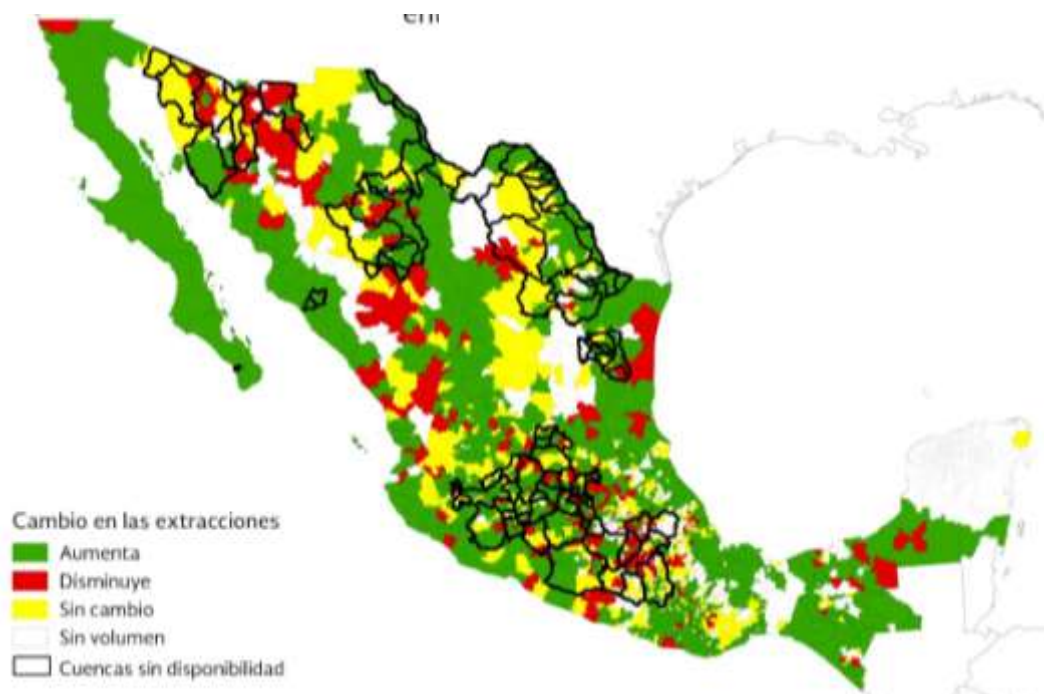 Cambio en las extracciones
Aumenta
Disminuye
Sin cambio
Sin volumen
Cuencas sin disponibilidad